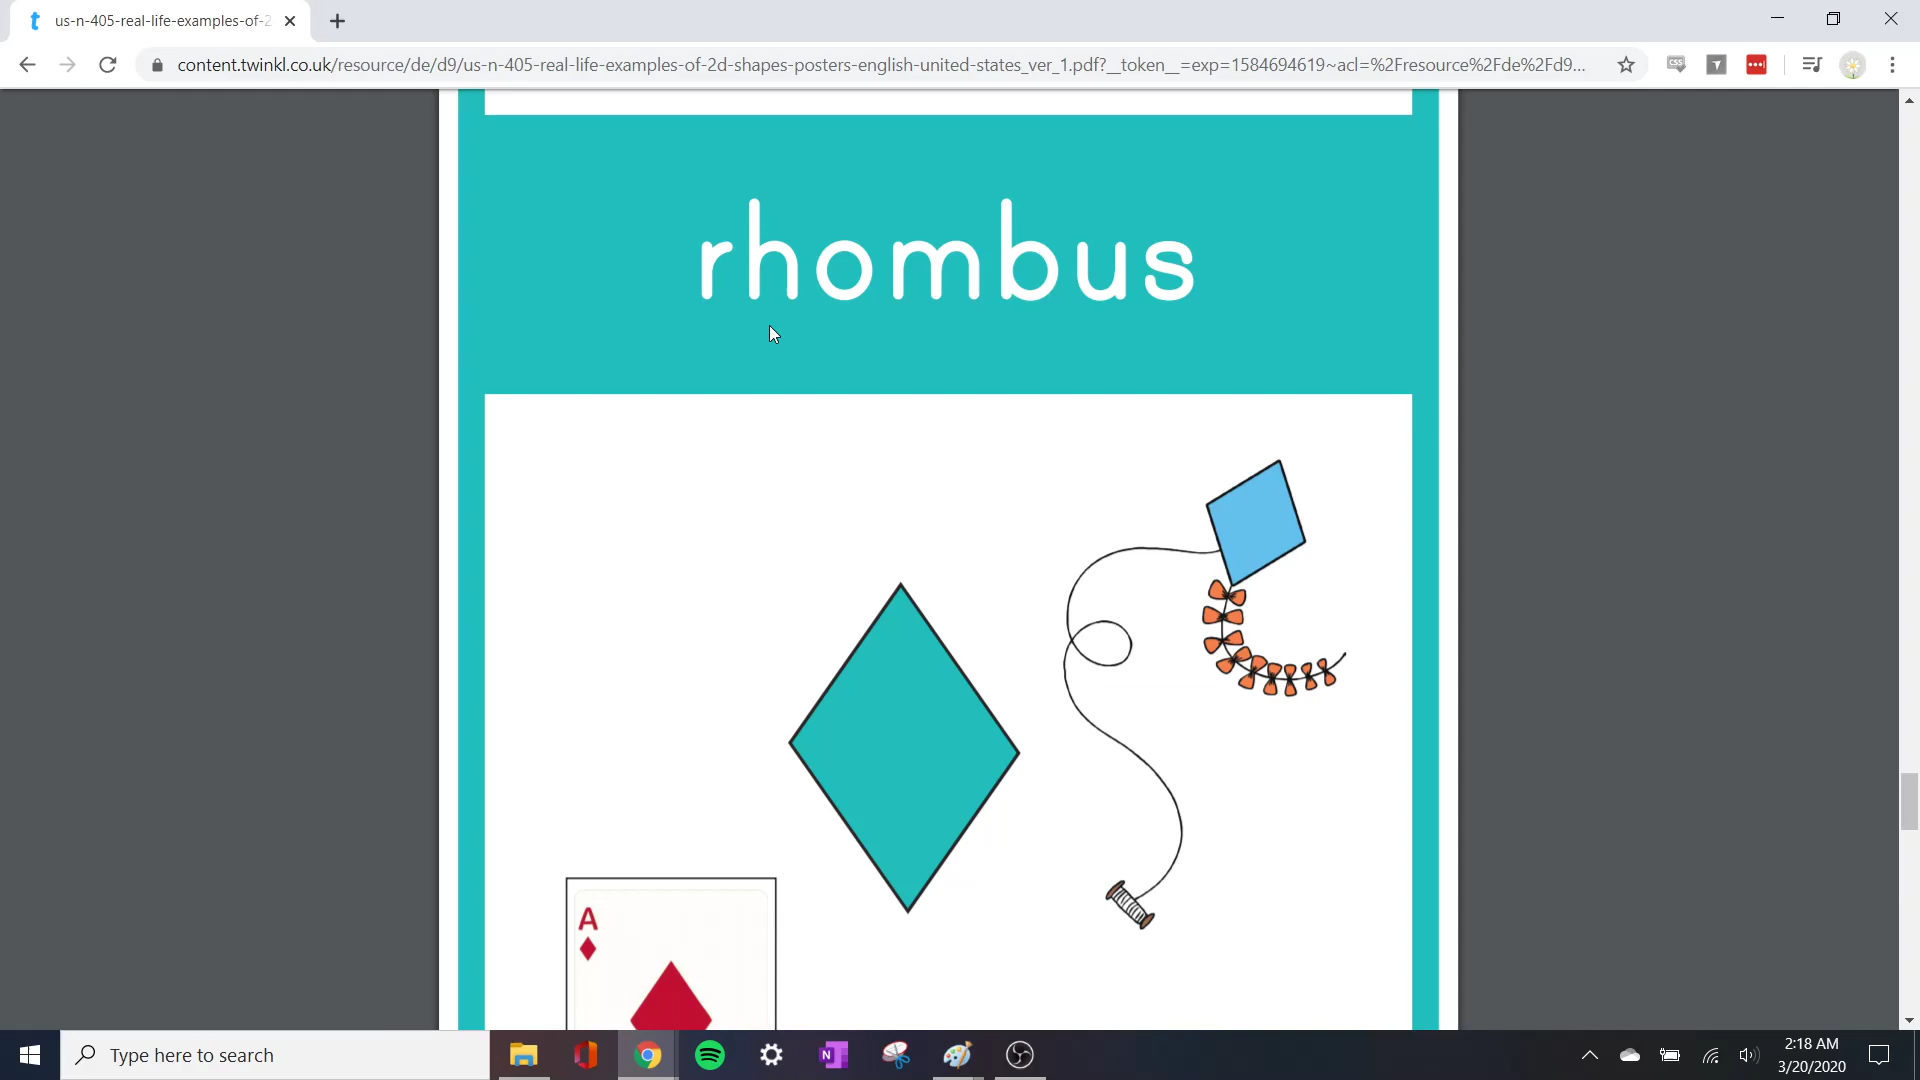 us-n-405-real-life-examples-of-2
content.twinkl.co.uk/resource/de/d9/us-n-405-real-life-examples-of-2d-shapes-posters-english-united-states_ver_1.pdf?__token__=exp=1584694619~acl=%2Fresource%2Fde%2Fd9...
rhombus
A
Type here to search
2:18 AM
3/20/2020